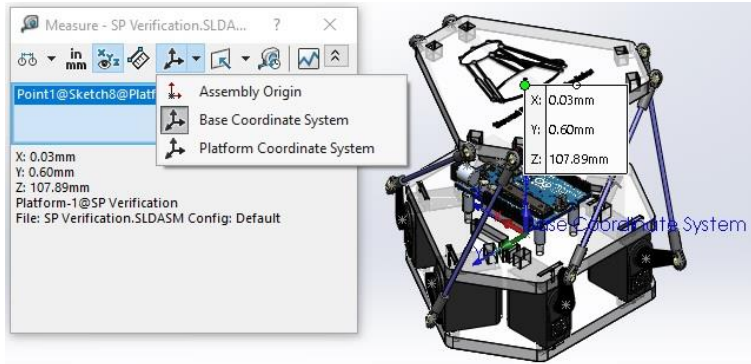 Measure - SP Verification.SLDA...
?
in
mm
XYZ
Point1@Sketch8@Platf
Assembly Origin
Base Coordinate System
Platform Coordinate System
X: 0.03mm
Y: 0.60mm
Z: 107.89mm
Platform-1@SP Verification
File: SP Verification.SLDASM Config: Default
X: 0.03mm
Y: 0.60mm
Z: 107.89mm
Base Coordinate System